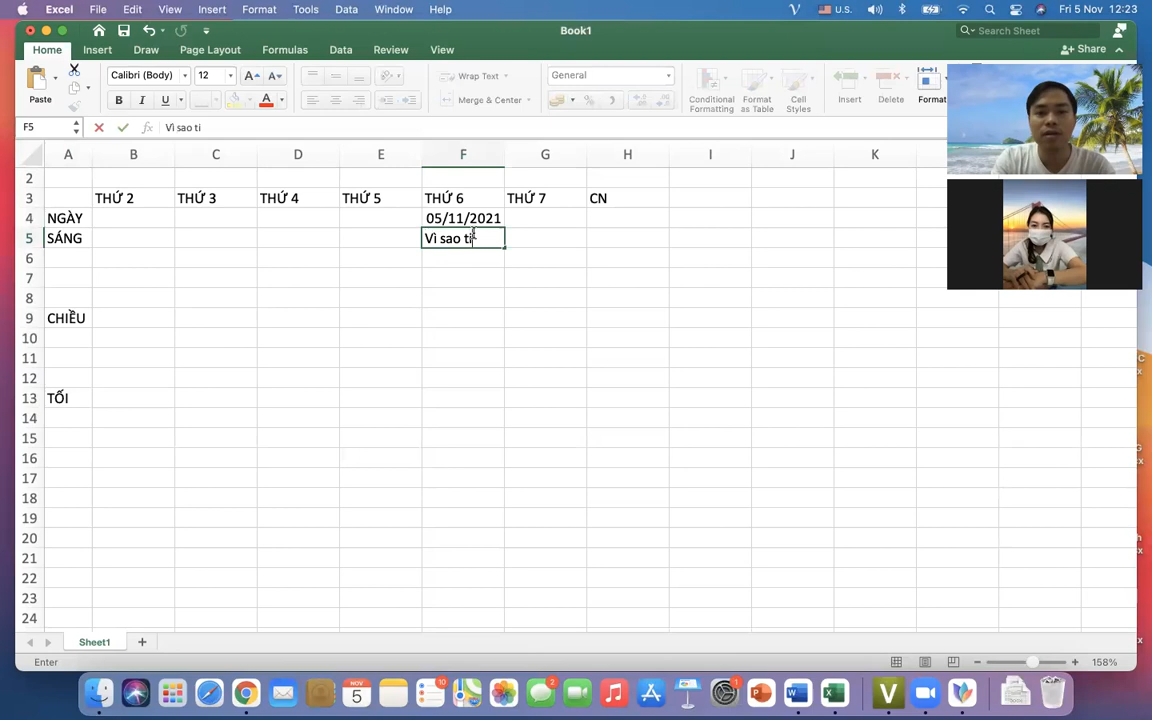 Excel File Edit View Insert Format Tools Data Window Help
U.S. Fri 5 Nov 12:23
Book1
Search Sheet
Home Insert Draw Page Layout Formulas Data Review View
Share
Paste
Calibri (Body) 12
B I U
Wrap Text
Merge & Center
General
Conditional Formatting
Format as Table
Cell Styles
Insert
Delete
Format
F5 fx Vì sao ti
A B C D E F G H I J K
2
3 THỨ 2 THỨ 3 THỨ 4 THỨ 5 THỨ 6 THỨ 7 CN
4 NGÀY 05/11/2021
5 SÁNG Vì sao ti
6
7
8
9 CHIỀU
10
11
12
13 TỐI
14
15
16
17
18
19
20
21
22
23
24
Sheet1
Enter 158%
5
10
2
1